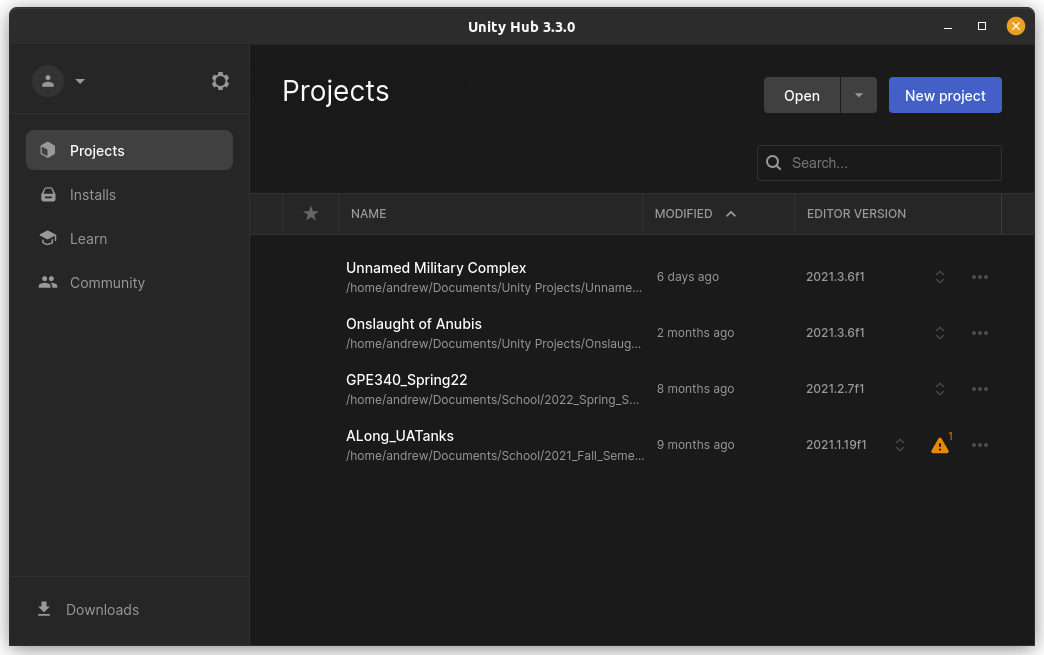 Unity Hub 3.3.0
Projects
Installs
Learn
Community
Downloads
Projects
Open
New project
Search...
NAME
MODIFIED
EDITOR VERSION
Unnamed Military Complex
/home/andrew/Documents/Unity Projects/Unname...
6 days ago
2021.3.6f1
Onslaught of Anubis
/home/andrew/Documents/Unity Projects/Onslaug...
2 months ago
2021.3.6f1
GPE340_Spring22
/home/andrew/Documents/School/2022_Spring_S...
8 months ago
2021.2.7f1
ALong_UATanks
/home/andrew/Documents/School/2021_Fall_Seme...
9 months ago
2021.1.19f1
1